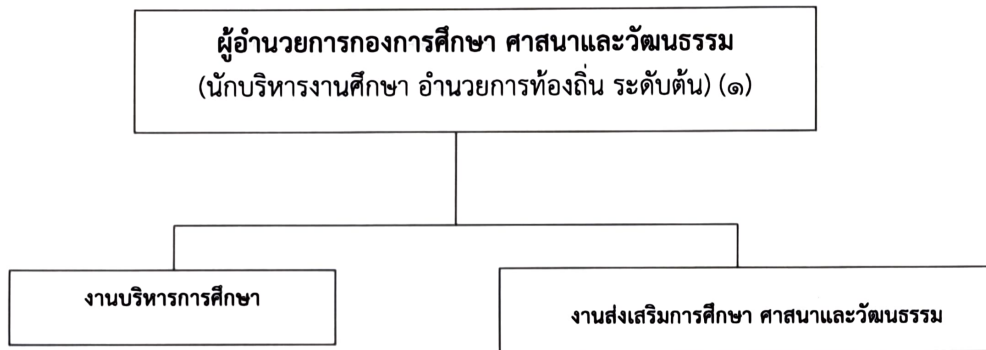 ผู้อำนวยการกองการศึกษา ศาสนาและวัฒนธรรม
(นักบริหารงานศึกษา อำนวยการท้องถิ่น ระดับต้น) (๑)
งานบริหารการศึกษา
งานส่งเสริมการศึกษา ศาสนาและวัฒนธรรม